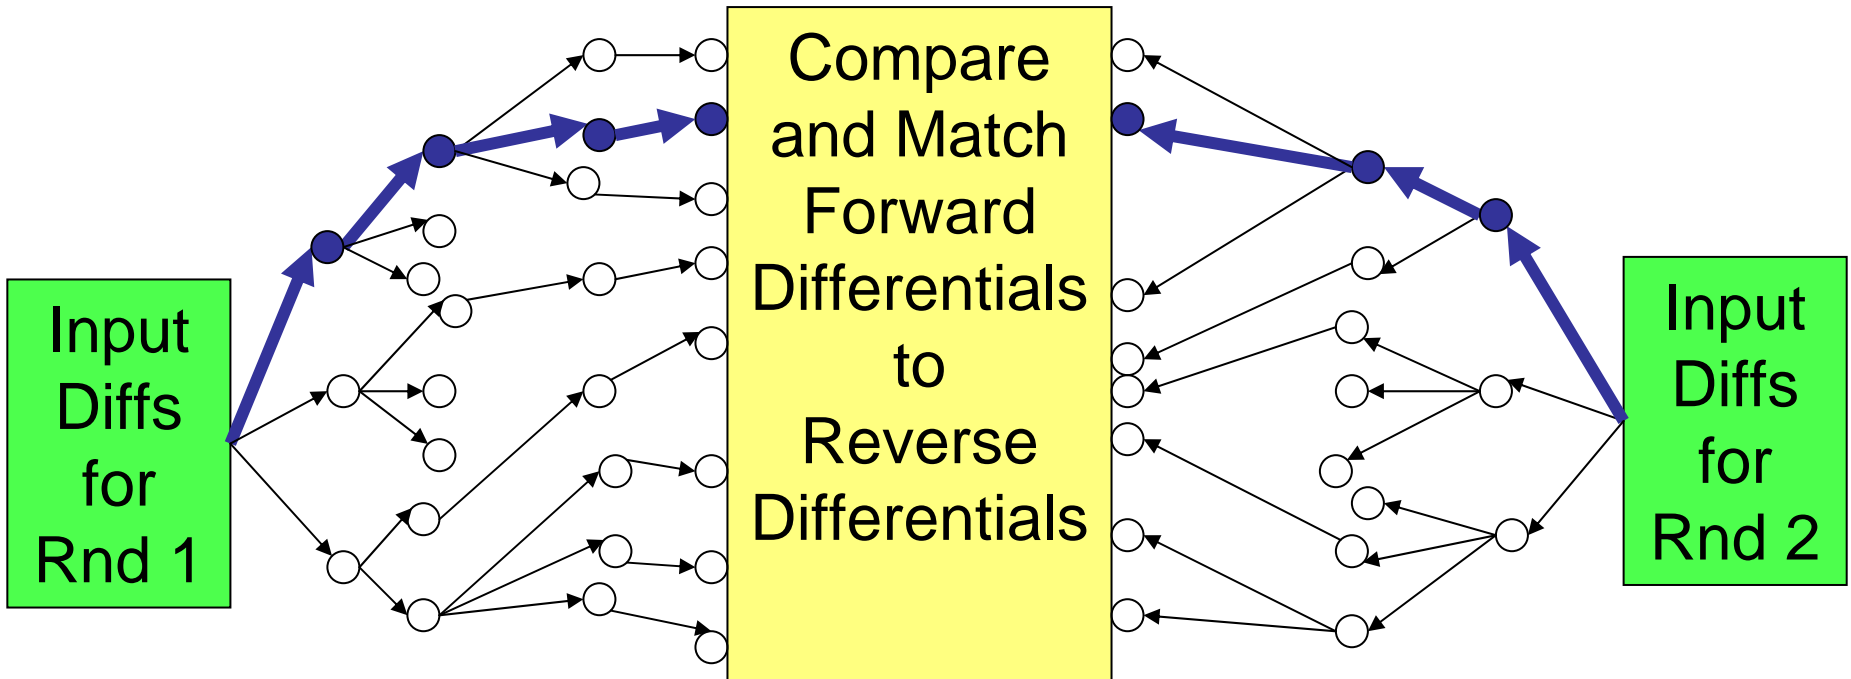 Input
Diffs
for
Rnd 1
Compare
and Match
Forward
Differentials
to
Reverse
Differentials
Input
Diffs
for
Rnd 2